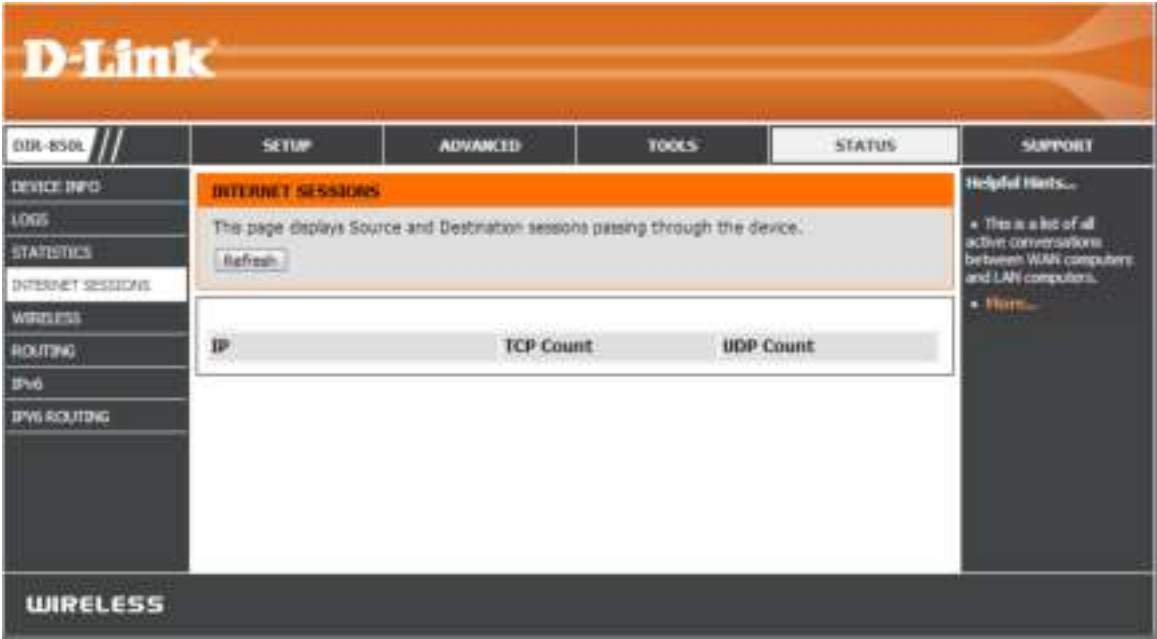 D-Link
DIR-850L
SETUP
ADVANCED
TOOLS
STATUS
SUPPORT
DEVICE INFO
LOGS
STATISTICS
INTERNET SESSIONS
WIRELESS
ROUTING
IPv6
IPV6 ROUTING
INTERNET SESSIONS
This page displays Source and Destination sessions passing through the device.
Refresh
IP TCP Count UDP Count
Helpful Hints...
• This is a list of all
active conversations
between WAN computers
and LAN computers.
• More...
WIRELESS